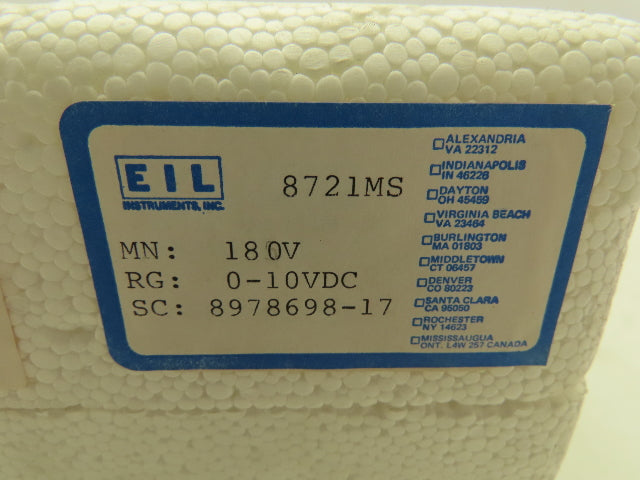 EIL
INSTRUMENTS, INC.
8721MS
MN: 180V
RG: 0-10VDC
SC: 8978698-17
ALEXANDRIA
VA 22312
INDIANAPOLIS
IN 46226
DAYTON
OH 45459
VIRGINIA BEACH
VA 23464
BURLINGTON
MA 01803
MIDDLETOWN
CT 06457
DENVER
CO 80223
SANTA CLARA
CA 95050
ROCHESTER
NY 14623
MISSISSAUGUA
ONT. L4W 2S7 CANADA